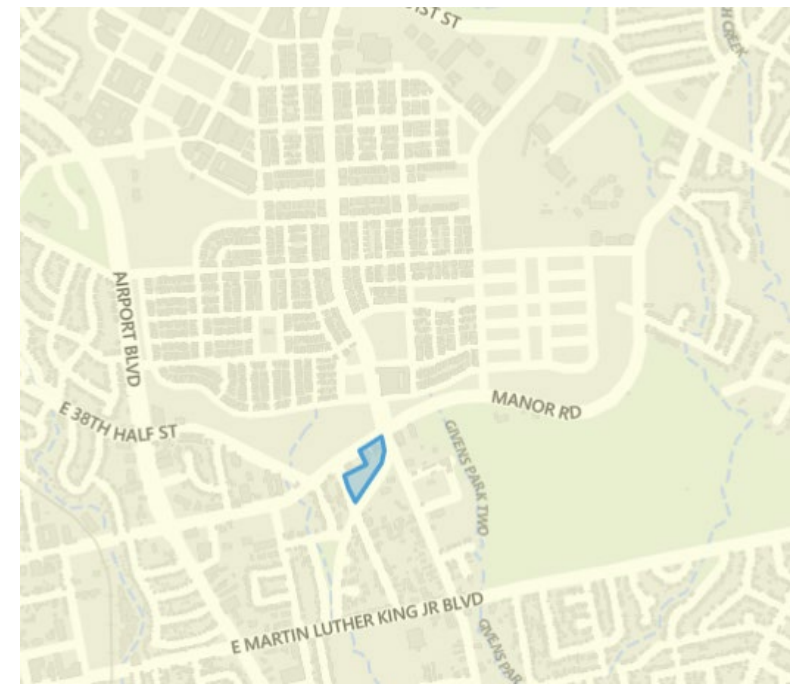 AIRPORT BLVD
E 38TH HALF ST
MANOR RD
GIVENS PARK TWO
E MARTIN LUTHER KING JR BLVD